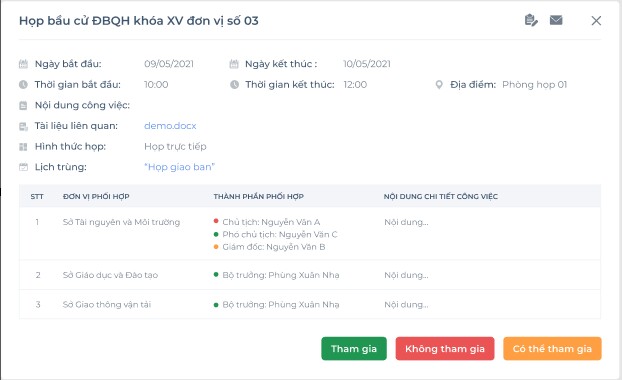 Họp bầu cử ĐBQH khóa XV đơn vị số 03
Ngày bắt đầu: 09/05/2021 Ngày kết thúc : 10/05/2021
Thời gian bắt đầu: 10:00 Thời gian kết thúc: 12:00 Địa điểm: Phòng họp 01
Nội dung công việc:
Tài liệu liên quan: demo.docx
Hình thức họp: Họp trực tiếp
Lịch trùng: “Họp giao ban”
STT ĐƠN VỊ PHỐI HỢP THÀNH PHẦN PHỐI HỢP NỘI DUNG CHI TIẾT CÔNG VIỆC
1 Sở Tài nguyên và Môi trường Chủ tịch: Nguyễn Văn A Nội dung...
Phó chủ tịch: Nguyễn Văn C
Giám đốc: Nguyễn Văn B
2 Sở Giáo dục và Đào tạo Bộ trưởng: Phùng Xuân Nhạ Nội dung...
3 Sở Giao thông vận tải Bộ trưởng: Phùng Xuân Nhạ Nội dung...
Tham gia Không tham gia Có thể tham gia